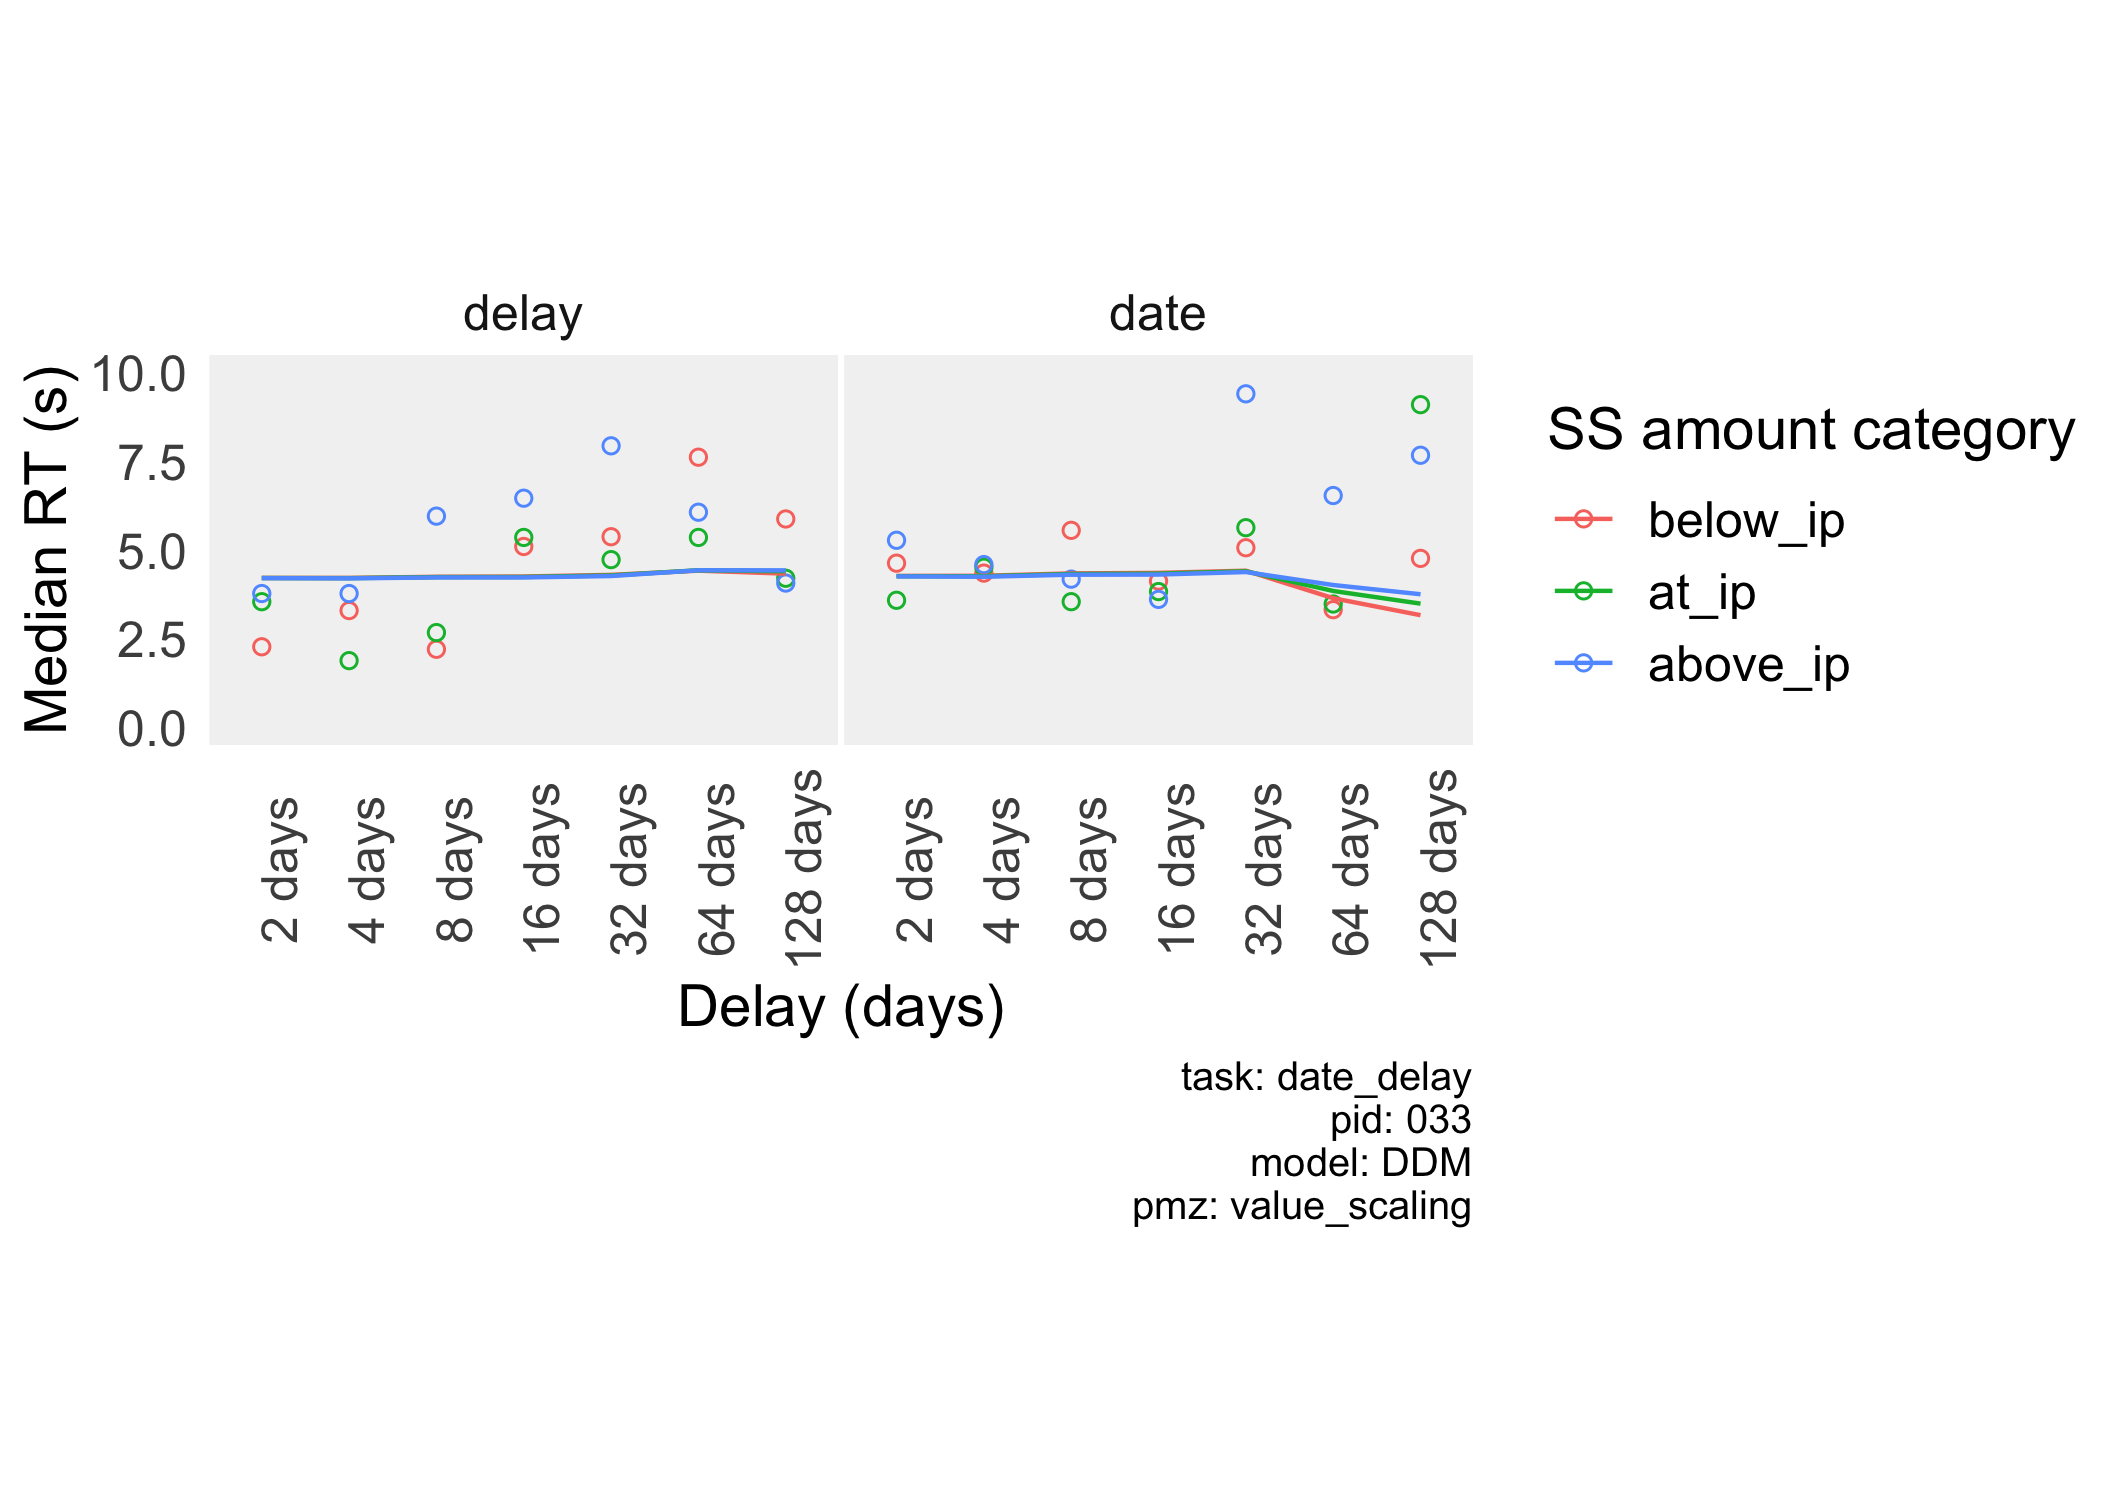 delay
date
Median RT (s)
10.0
7.5
5.0
2.5
0.0
2 days
4 days
8 days
16 days
32 days
64 days
128 days
2 days
4 days
8 days
16 days
32 days
64 days
128 days
Delay (days)
SS amount category
below_ip
at_ip
above_ip
task: date_delay
pid: 033
model: DDM
pmz: value_scaling